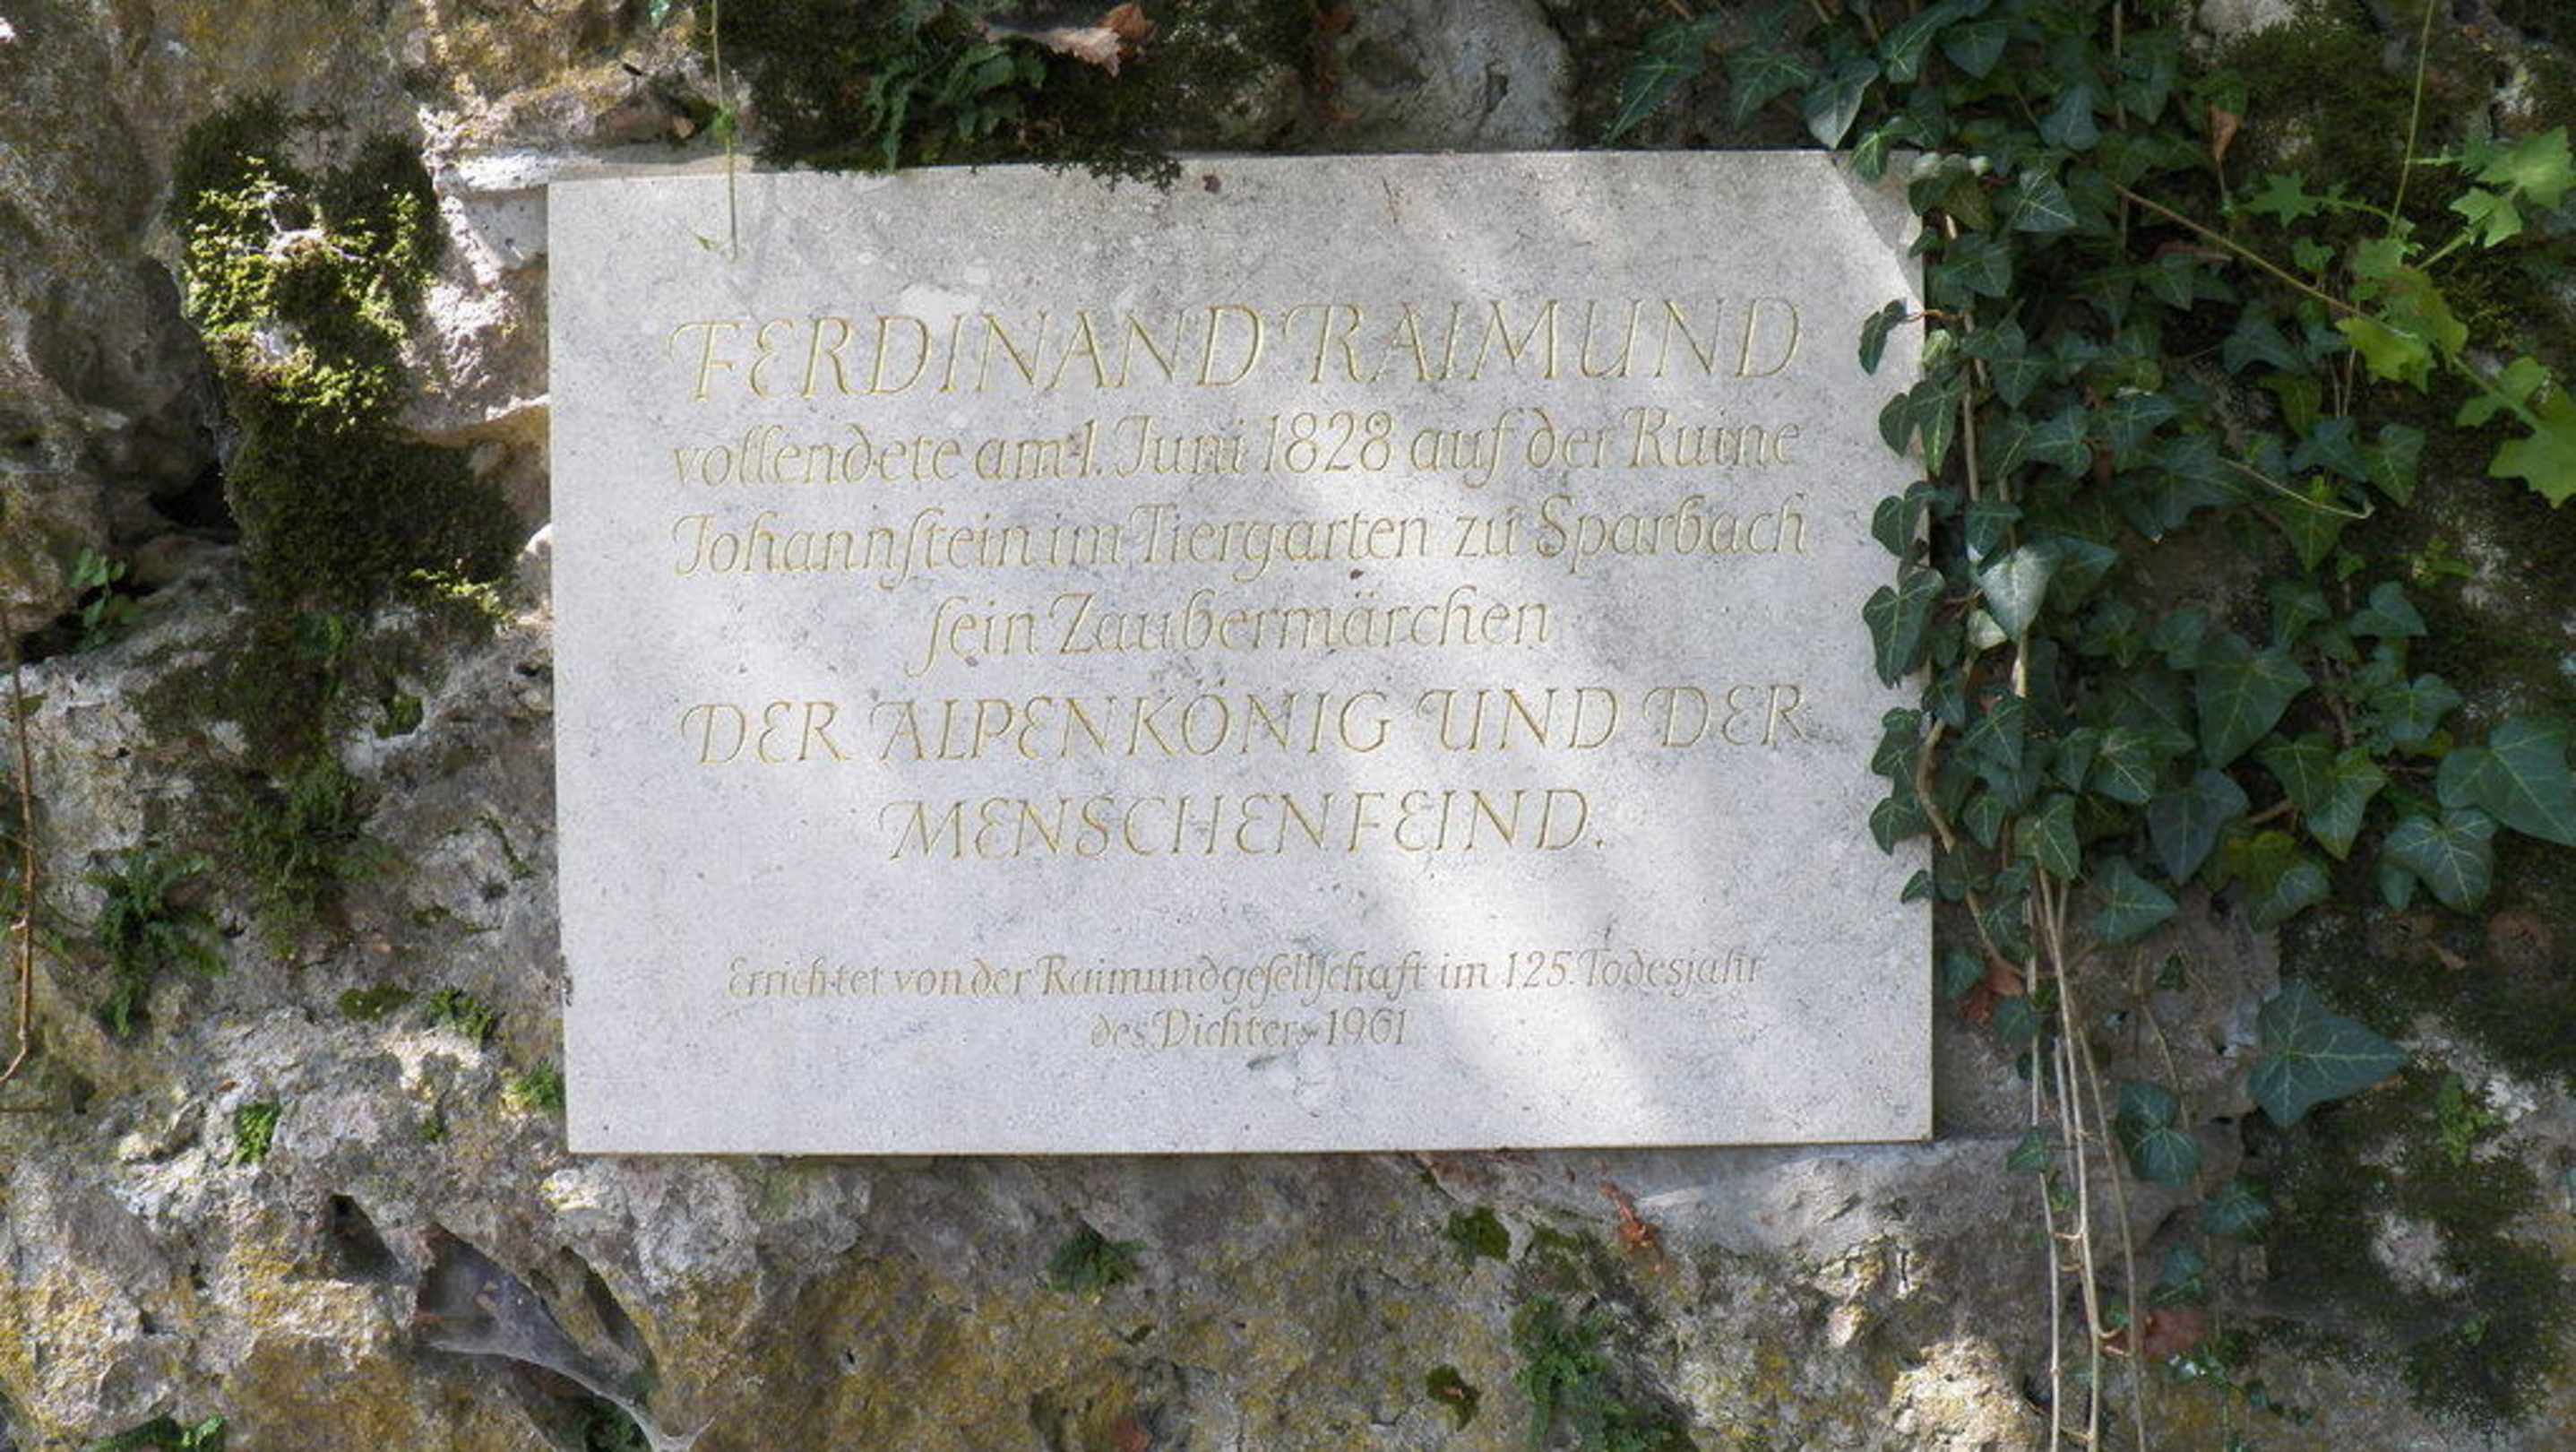 FERDINAND RAIMUND
vollendete am 1. Juni 1828 auf der Ruine
Johannſtein im Tiergarten zu Sparbach
ſein Zaubermärchen
DER ALPENKÖNIG UND DER
MENSCHENFEIND.
Errichtet von der Raimundgeſellſchaft im 125. Todesjahr
des Dichters 1961